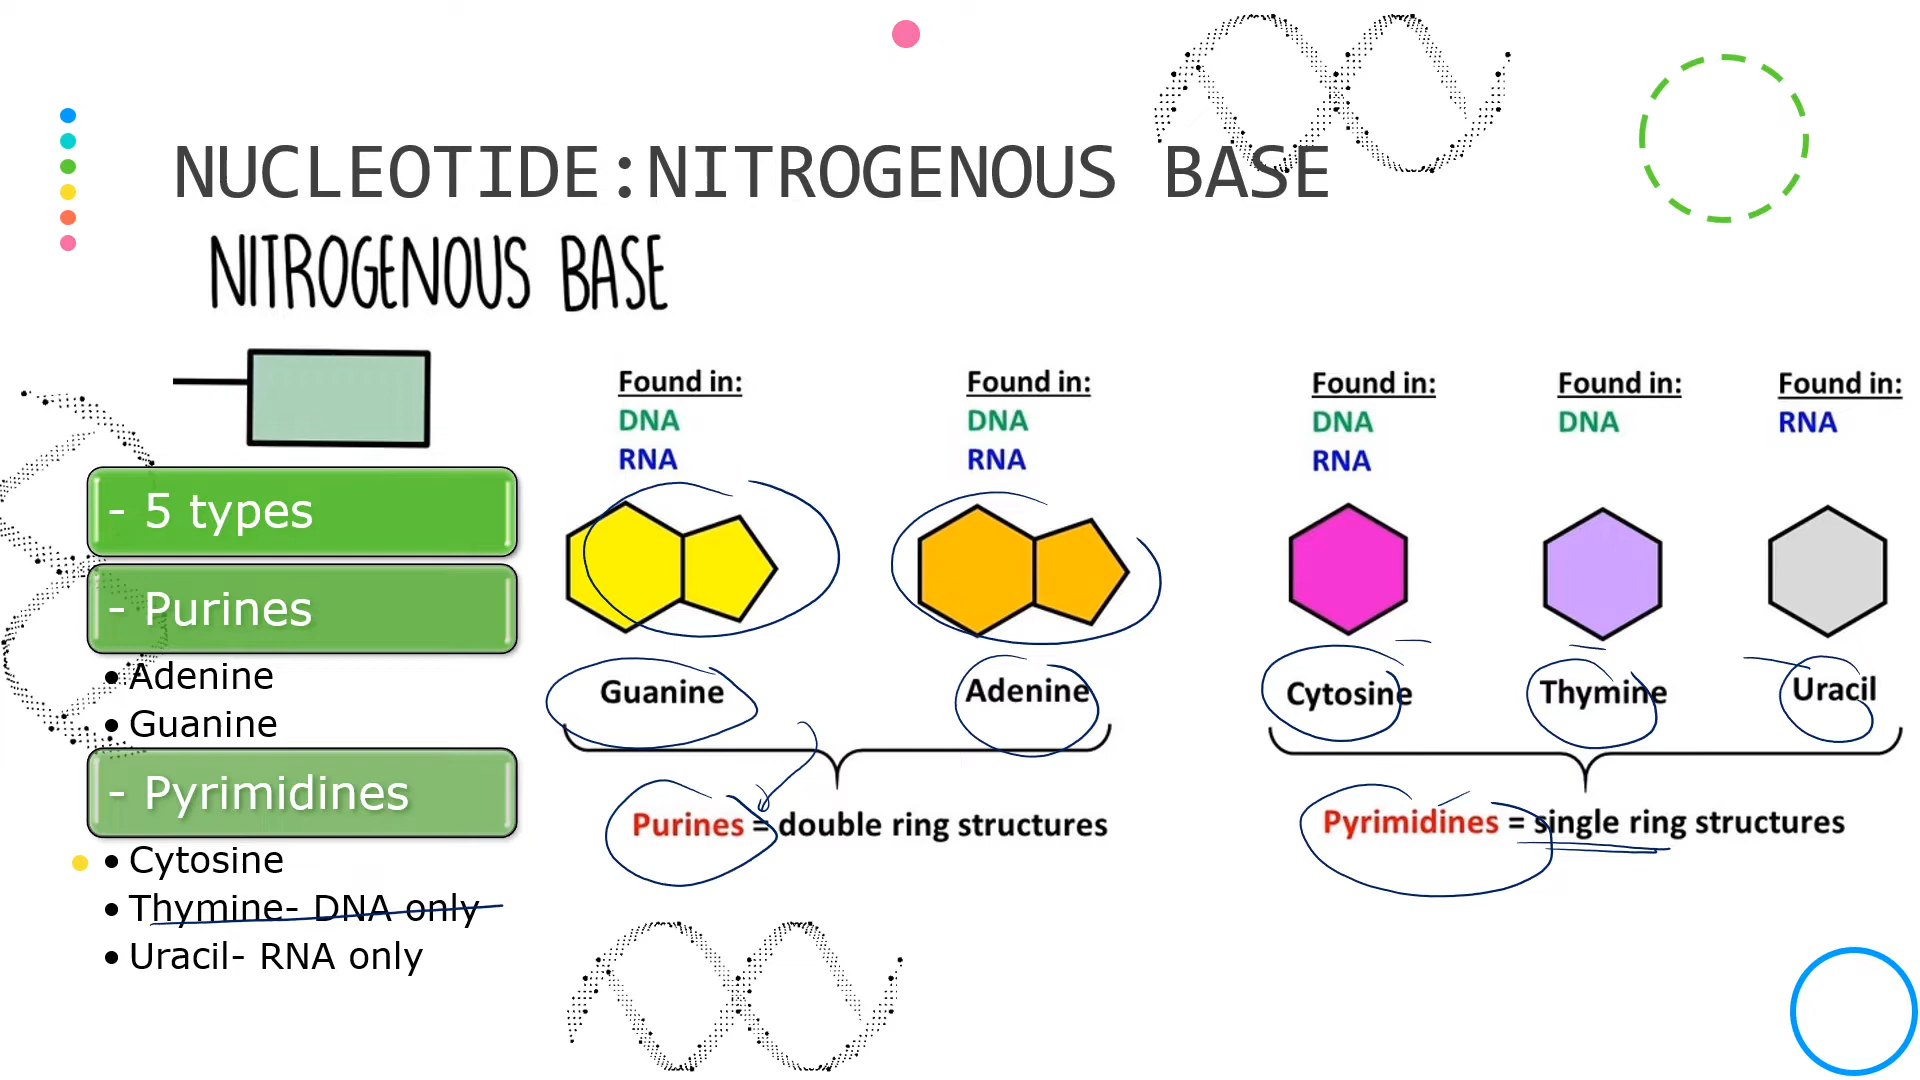 NUCLEOTIDE:NITROGENOUS BASE
NITROGENOUS BASE
- 5 types
- Purines
• Adenine
• Guanine
- Pyrimidines
• Cytosine
• Thymine- DNA only
• Uracil- RNA only
Found in:
DNA
RNA
Guanine
Found in:
DNA
RNA
Adenine
Purines = double ring structures
Found in:
DNA
RNA
Cytosine
Found in:
DNA
Thymine
Found in:
RNA
Uracil
Pyrimidines = single ring structures